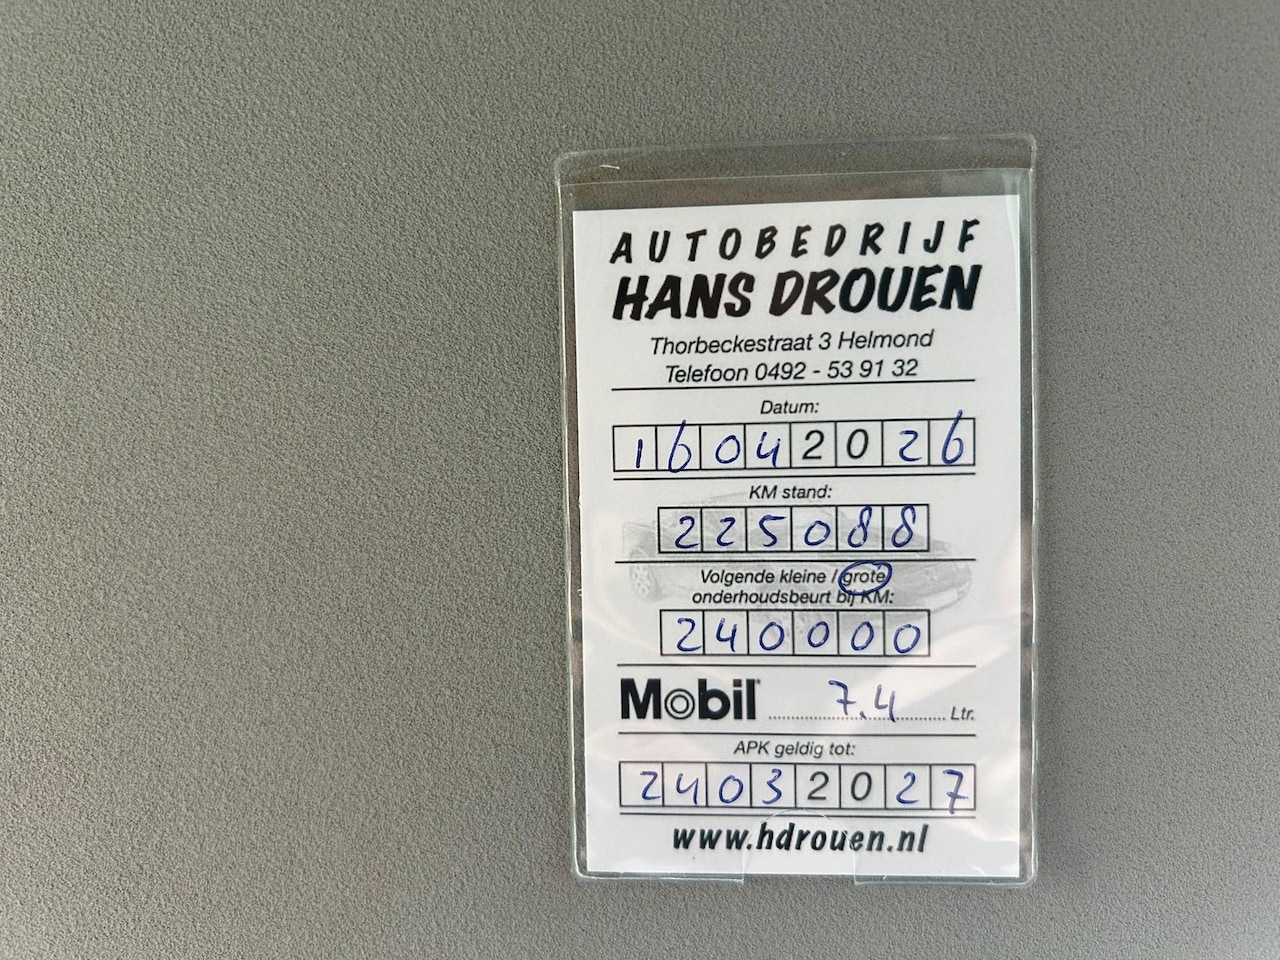 AUTOBEDRIJF
HANS DROUEN
Thorbeckestraat 3 Helmond
Telefoon 0492 - 53 91 32
Datum:
16042026
KM stand:
225088
Volgende kleine / grote
onderhoudsbeurt bij KM:
240000
Mobil 7.4 Ltr.
APK geldig tot:
24032027
www.hdrouen.nl